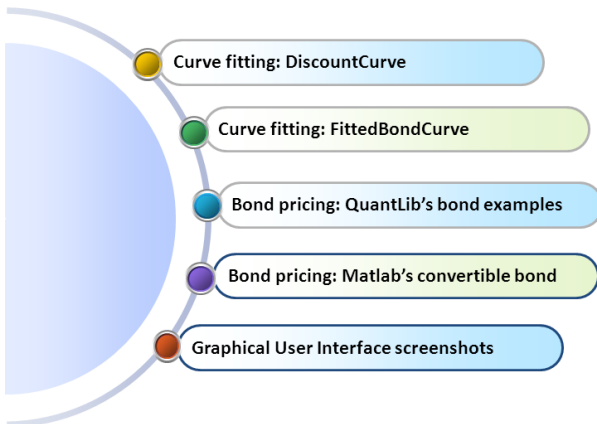 Curve fitting: DiscountCurve
Curve fitting: FittedBondCurve
Bond pricing: QuantLib’s bond examples
Bond pricing: Matlab’s convertible bond
Graphical User Interface screenshots